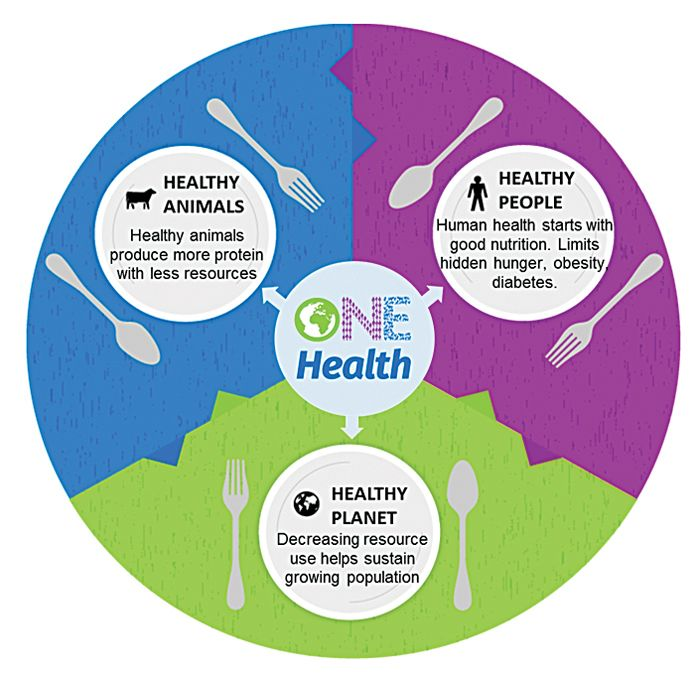 HEALTHY
ANIMALS
Healthy animals
produce more protein
with less resources
HEALTHY
PEOPLE
Human health starts with
good nutrition. Limits
hidden hunger, obesity,
diabetes.
ONE
Health
HEALTHY
PLANET
Decreasing resource
use helps sustain
growing population